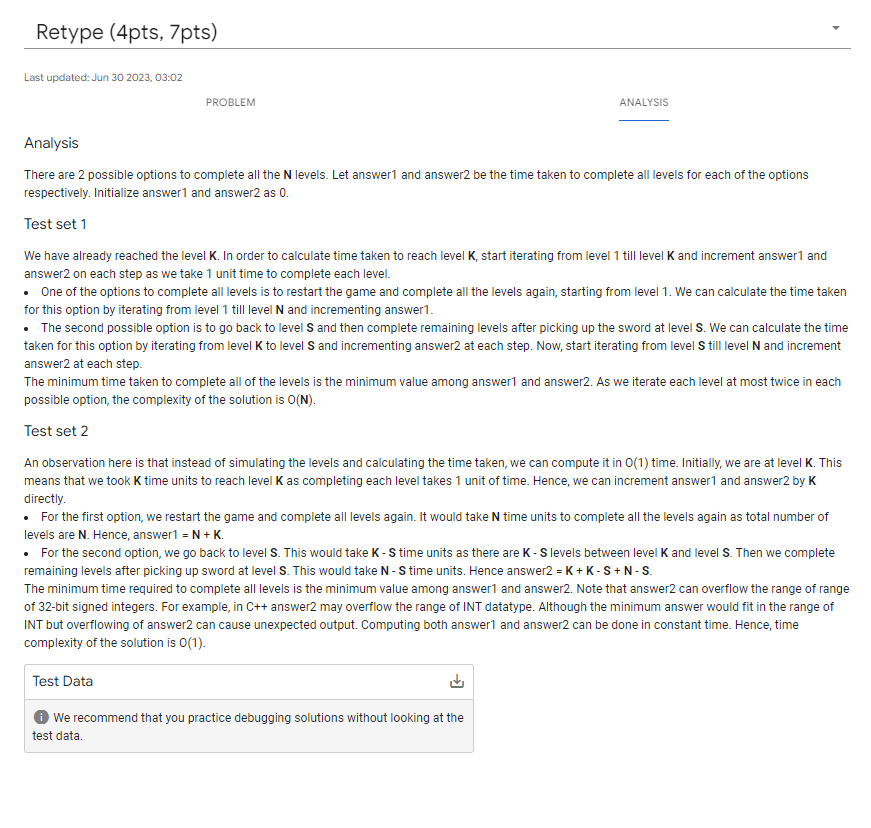 Retype (4pts, 7pts)
Last updated: Jun 30 2023, 03:02
PROBLEM
ANALYSIS
Analysis
There are 2 possible options to complete all the N levels. Let answer1 and answer2 be the time taken to complete all levels for each of the options
respectively. Initialize answer1 and answer2 as 0.
Test set 1
We have already reached the level K. In order to calculate time taken to reach level K, start iterating from level 1 till level K and increment answer1 and
answer2 on each step as we take 1 unit time to complete each level.
• One of the options to complete all levels is to restart the game and complete all the levels again, starting from level 1. We can calculate the time taken
for this option by iterating from level 1 till level N and incrementing answer1.
• The second possible option is to go back to level S and then complete remaining levels after picking up the sword at level S. We can calculate the time
taken for this option by iterating from level K to level S and incrementing answer2 at each step. Now, start iterating from level S till level N and increment
answer2 at each step.
The minimum time taken to complete all of the levels is the minimum value among answer1 and answer2. As we iterate each level at most twice in each
possible option, the complexity of the solution is O(N).
Test set 2
An observation here is that instead of simulating the levels and calculating the time taken, we can compute it in O(1) time. Initially, we are at level K. This
means that we took K time units to reach level K as completing each level takes 1 unit of time. Hence, we can increment answer1 and answer2 by K
directly.
• For the first option, we restart the game and complete all levels again. It would take N time units to complete all the levels again as total number of
levels are N. Hence, answer1 = N + K.
• For the second option, we go back to level S. This would take K - S time units as there are K - S levels between level K and level S. Then we complete
remaining levels after picking up sword at level S. This would take N - S time units. Hence answer2 = K + K - S + N - S.
The minimum time required to complete all levels is the minimum value among answer1 and answer2. Note that answer2 can overflow the range of range
of 32-bit signed integers. For example, in C++ answer2 may overflow the range of INT datatype. Although the minimum answer would fit in the range of
INT but overflowing of answer2 can cause unexpected output. Computing both answer1 and answer2 can be done in constant time. Hence, time
complexity of the solution is O(1).
Test Data
We recommend that you practice debugging solutions without looking at the
test data.